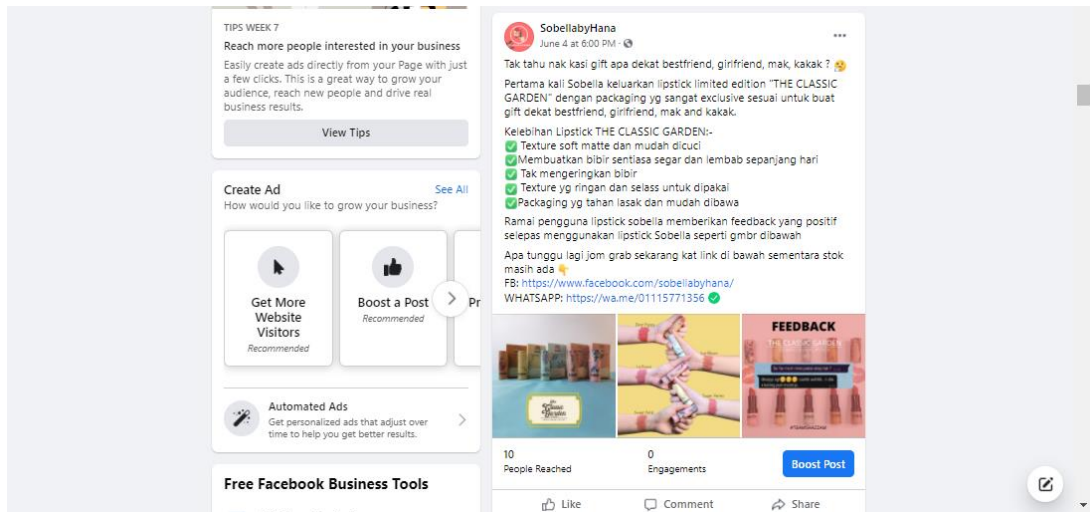 TIPS WEEK 7
Reach more people interested in your business
Easily create ads directly from your Page with just
a few clicks. This is a great way to grow your
audience, reach new people and drive real
business results.
View Tips
Create Ad
See All
How would you like to grow your business?
Get More
Website
Visitors
Recommended
Boost a Post
Recommended
Pr
Automated Ads
Get personalized ads that adjust over
time to help you get better results.
Free Facebook Business Tools
SobellabyHana
June 4 at 6:00 PM ·
Tak tahu nak kasi gift apa dekat bestfriend, girlfriend, mak, kakak ?
Pertama kali Sobella keluarkan lipstick limited edition "THE CLASSIC
GARDEN" dengan packaging yg sangat exclusive sesuai untuk buat
gift dekat bestfriend, girlfriend, mak and kakak.
Kelebihan Lipstick THE CLASSIC GARDEN:-
✅ Texture soft matte dan mudah dicuci
✅Membuatkan bibir sentiasa segar dan lembab sepanjang hari
✅ Tak mengeringkan bibir
✅ Texture yg ringan dan selass untuk dipakai
✅Packaging yg tahan lasak dan mudah dibawa
Ramai pengguna lipstick sobella memberikan feedback yang positif
selepas menggunakan lipstick Sobella seperti gmbr dibawah
Apa tunggu lagi jom grab sekarang kat link di bawah sementara stok
masih ada 👇
FB: https://www.facebook.com/sobellabyhana/
WHATSAPP: https://wa.me/01115771356 ✅
Classic
Garden
FEEDBACK
THE CLASSIC GARDEN
10
People Reached
0
Engagements
Boost Post
Like
Comment
Share